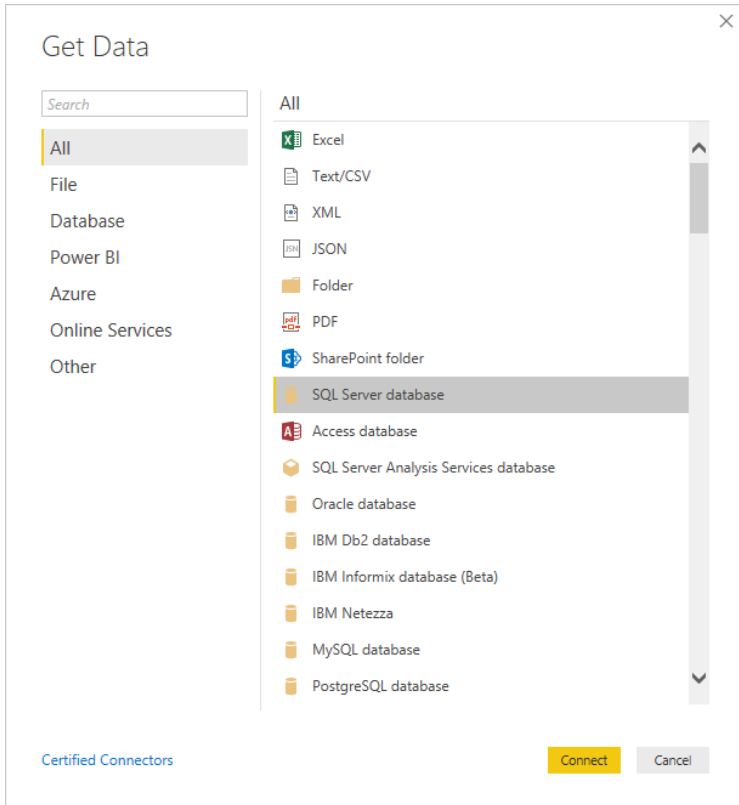 Get Data
Search
All
File
Database
Power BI
Azure
Online Services
Other
All
Excel
Text/CSV
XML
JSON
Folder
PDF
SharePoint folder
SQL Server database
Access database
SQL Server Analysis Services database
Oracle database
IBM Db2 database
IBM Informix database (Beta)
IBM Netezza
MySQL database
PostgreSQL database
Certified Connectors
Connect
Cancel